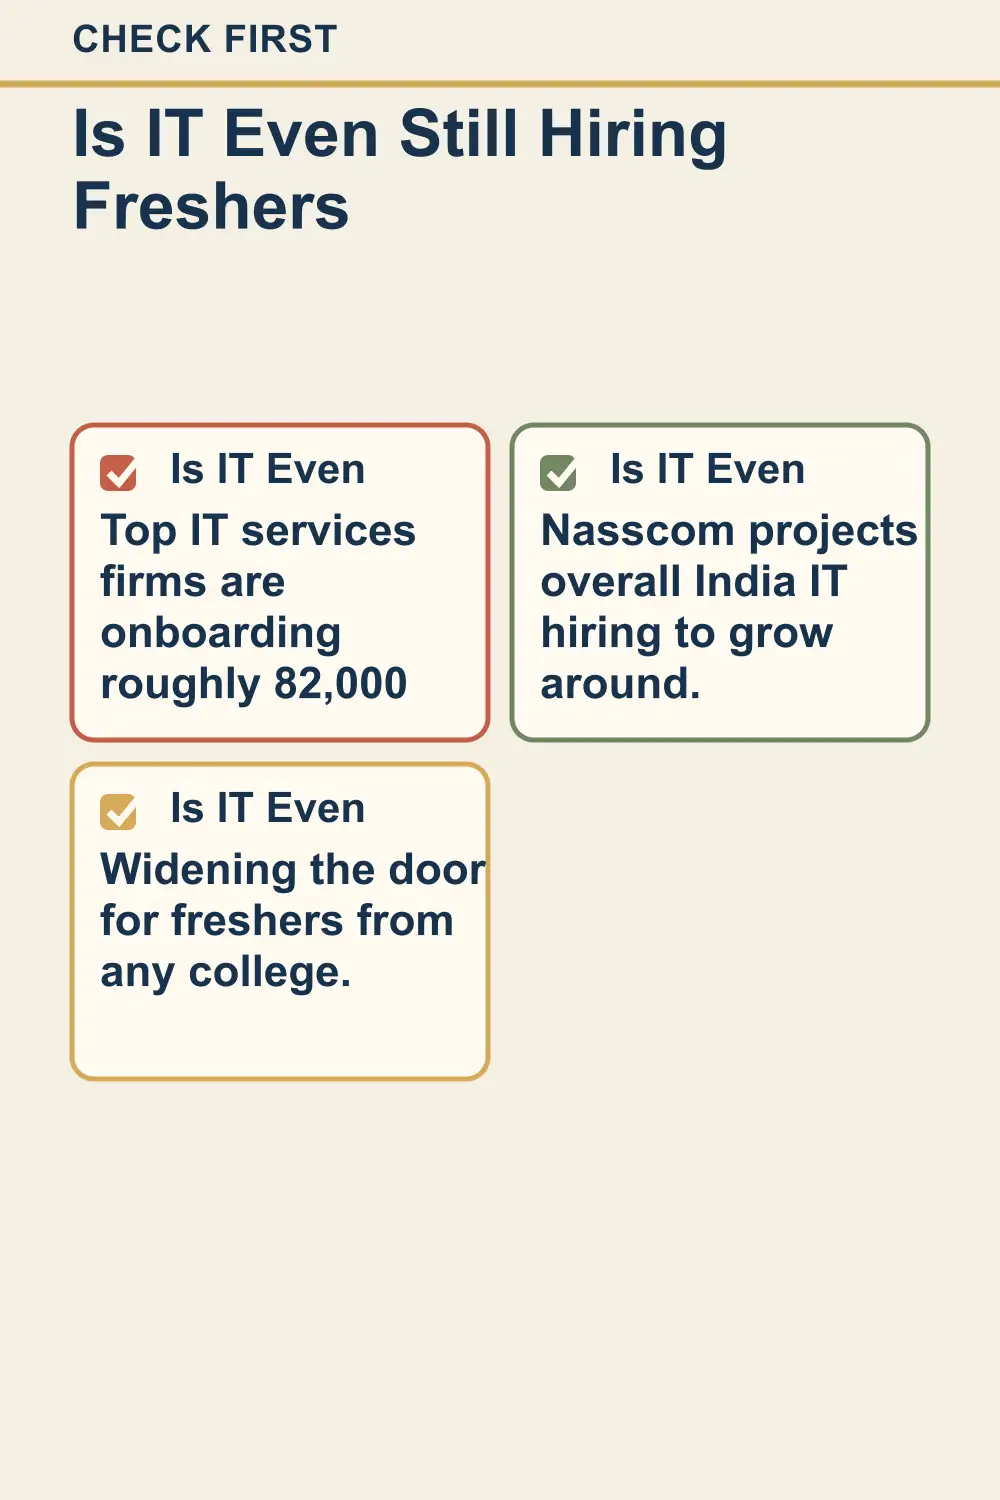 CHECK FIRST
Is IT Even Still Hiring
Freshers
Is IT Even
Top IT services
firms are
onboarding
roughly 82,000
Is IT Even
Nasscom projects
overall India IT
hiring to grow
around.
Is IT Even
Widening the door
for freshers from
any college.